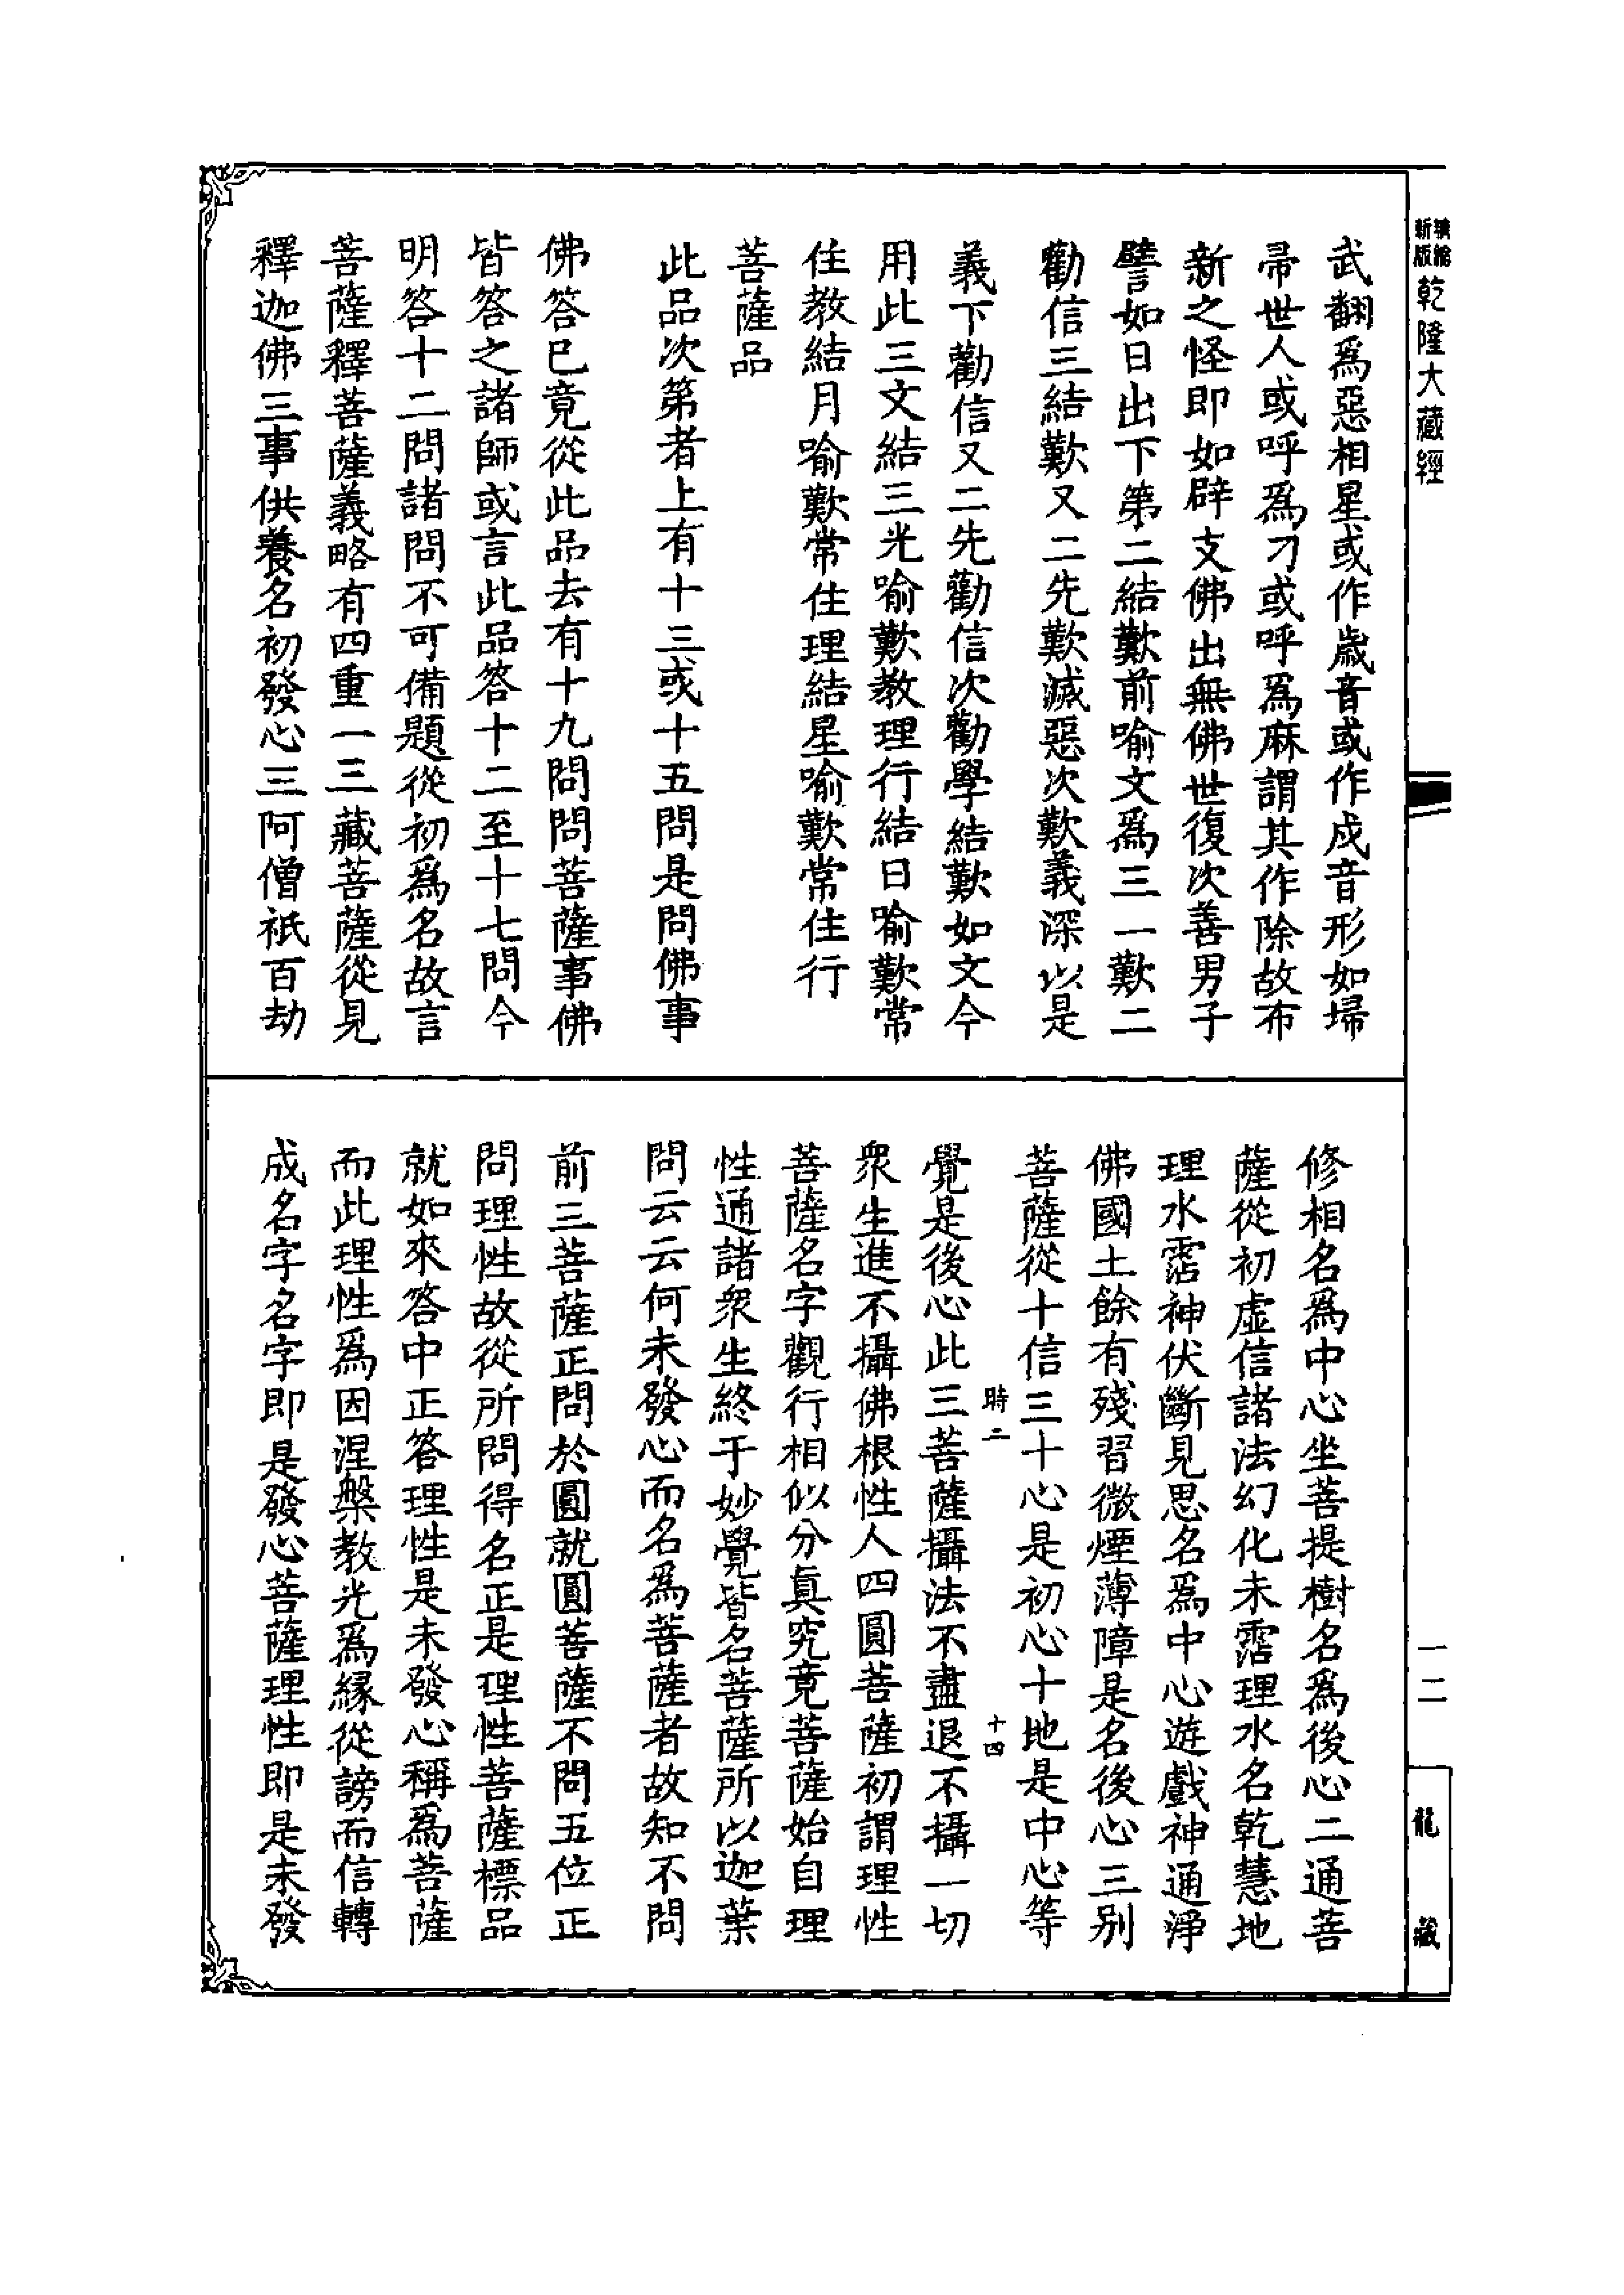 新版
縮
乾隆大藏經
武翻爲惡相星或作歲音或作戍音形如埽
帚世人或呼爲刀或呼爲麻謂其作除故布
新之怪即如辟支佛出無佛世復次善男子
譬如日出下第二結歎前喻文爲三一歎二
勸信三結歎又二先歎滅惡次歎義深以是
義下勸信又二先勸信次勸學結歎如文今
用此三文結三光喻歎教理行結日喻歎常
住教結月喻歎常住理結星喻歎常住行
菩薩品
此品次第者上有十三或十五問是問佛事
佛答已竟從此品去有十九問問菩薩事佛
皆答之諸師或言此品答十二至十七問今
明答十二問諸問不可備題從初爲名故言
菩薩釋菩薩義略有四重一三藏菩薩從見
釋迦佛三事供養名初發心三阿僧祇百劫
修相名爲中心坐菩提樹名爲後心二通菩
薩從初虛信諸法幻化未霑理水名乾慧地
理水霑神伏斷見思名爲中心遊戲神通淨
佛國土餘有殘習微煙薄障是名後心三別
菩薩從十信三十心是初心十地是中心等
時二
十四
覺是後心此三菩薩攝法不盡退不攝一切
衆生進不攝佛根性人四圓菩薩初謂理性
菩薩名字觀行相似分眞究竟菩薩始自理
性通諸衆生終于妙覺皆名菩薩所以迦葉
問云云何未發心而名爲菩薩者故知不問
前三菩薩正問於圓就圓菩薩不問五位正
問理性故從所問得名正是理性菩薩標品
就如來答中正答理性是未發心稱爲菩薩
而此理性爲因涅槃教光爲緣從謗而信轉
成名字名字即是發心菩薩理性即是未發
一二
龍
藏